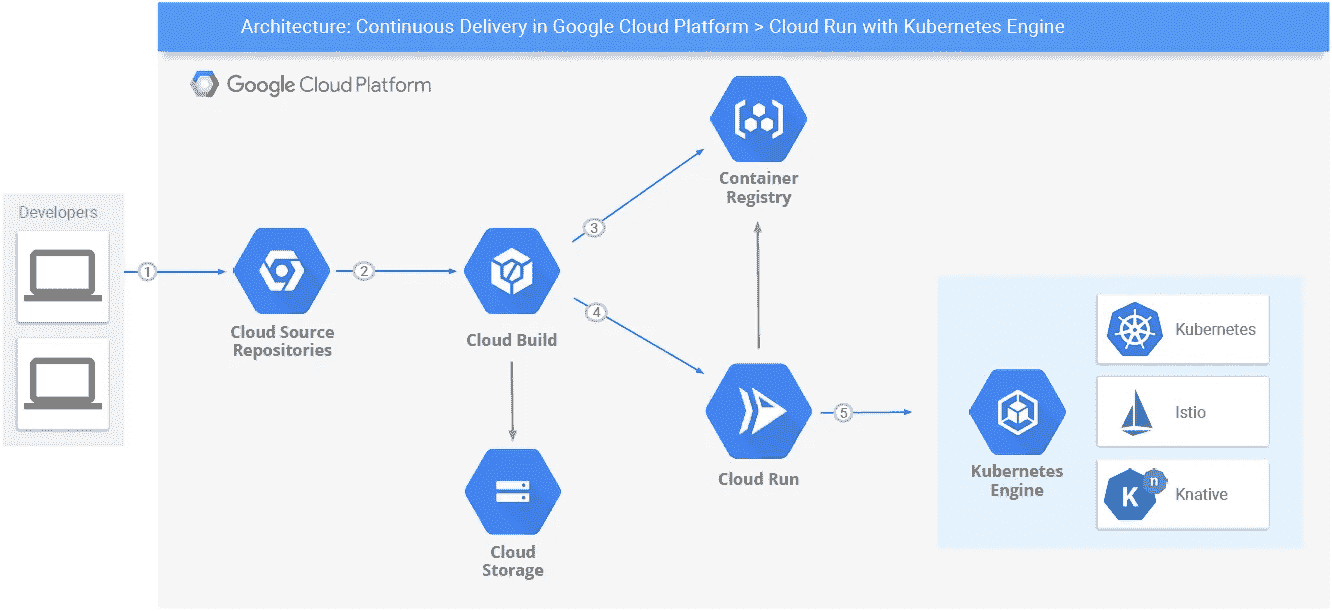 Architecture: Continuous Delivery in Google Cloud Platform > Cloud Run with Kubernetes Engine
Google Cloud Platform
Container
Registry
Developers
1
2
3
4
Cloud Source
Repositories
Cloud Build
Kubernetes
Istio
5
Cloud Run
Kubernetes
Engine
K
n
Knative
Cloud
Storage